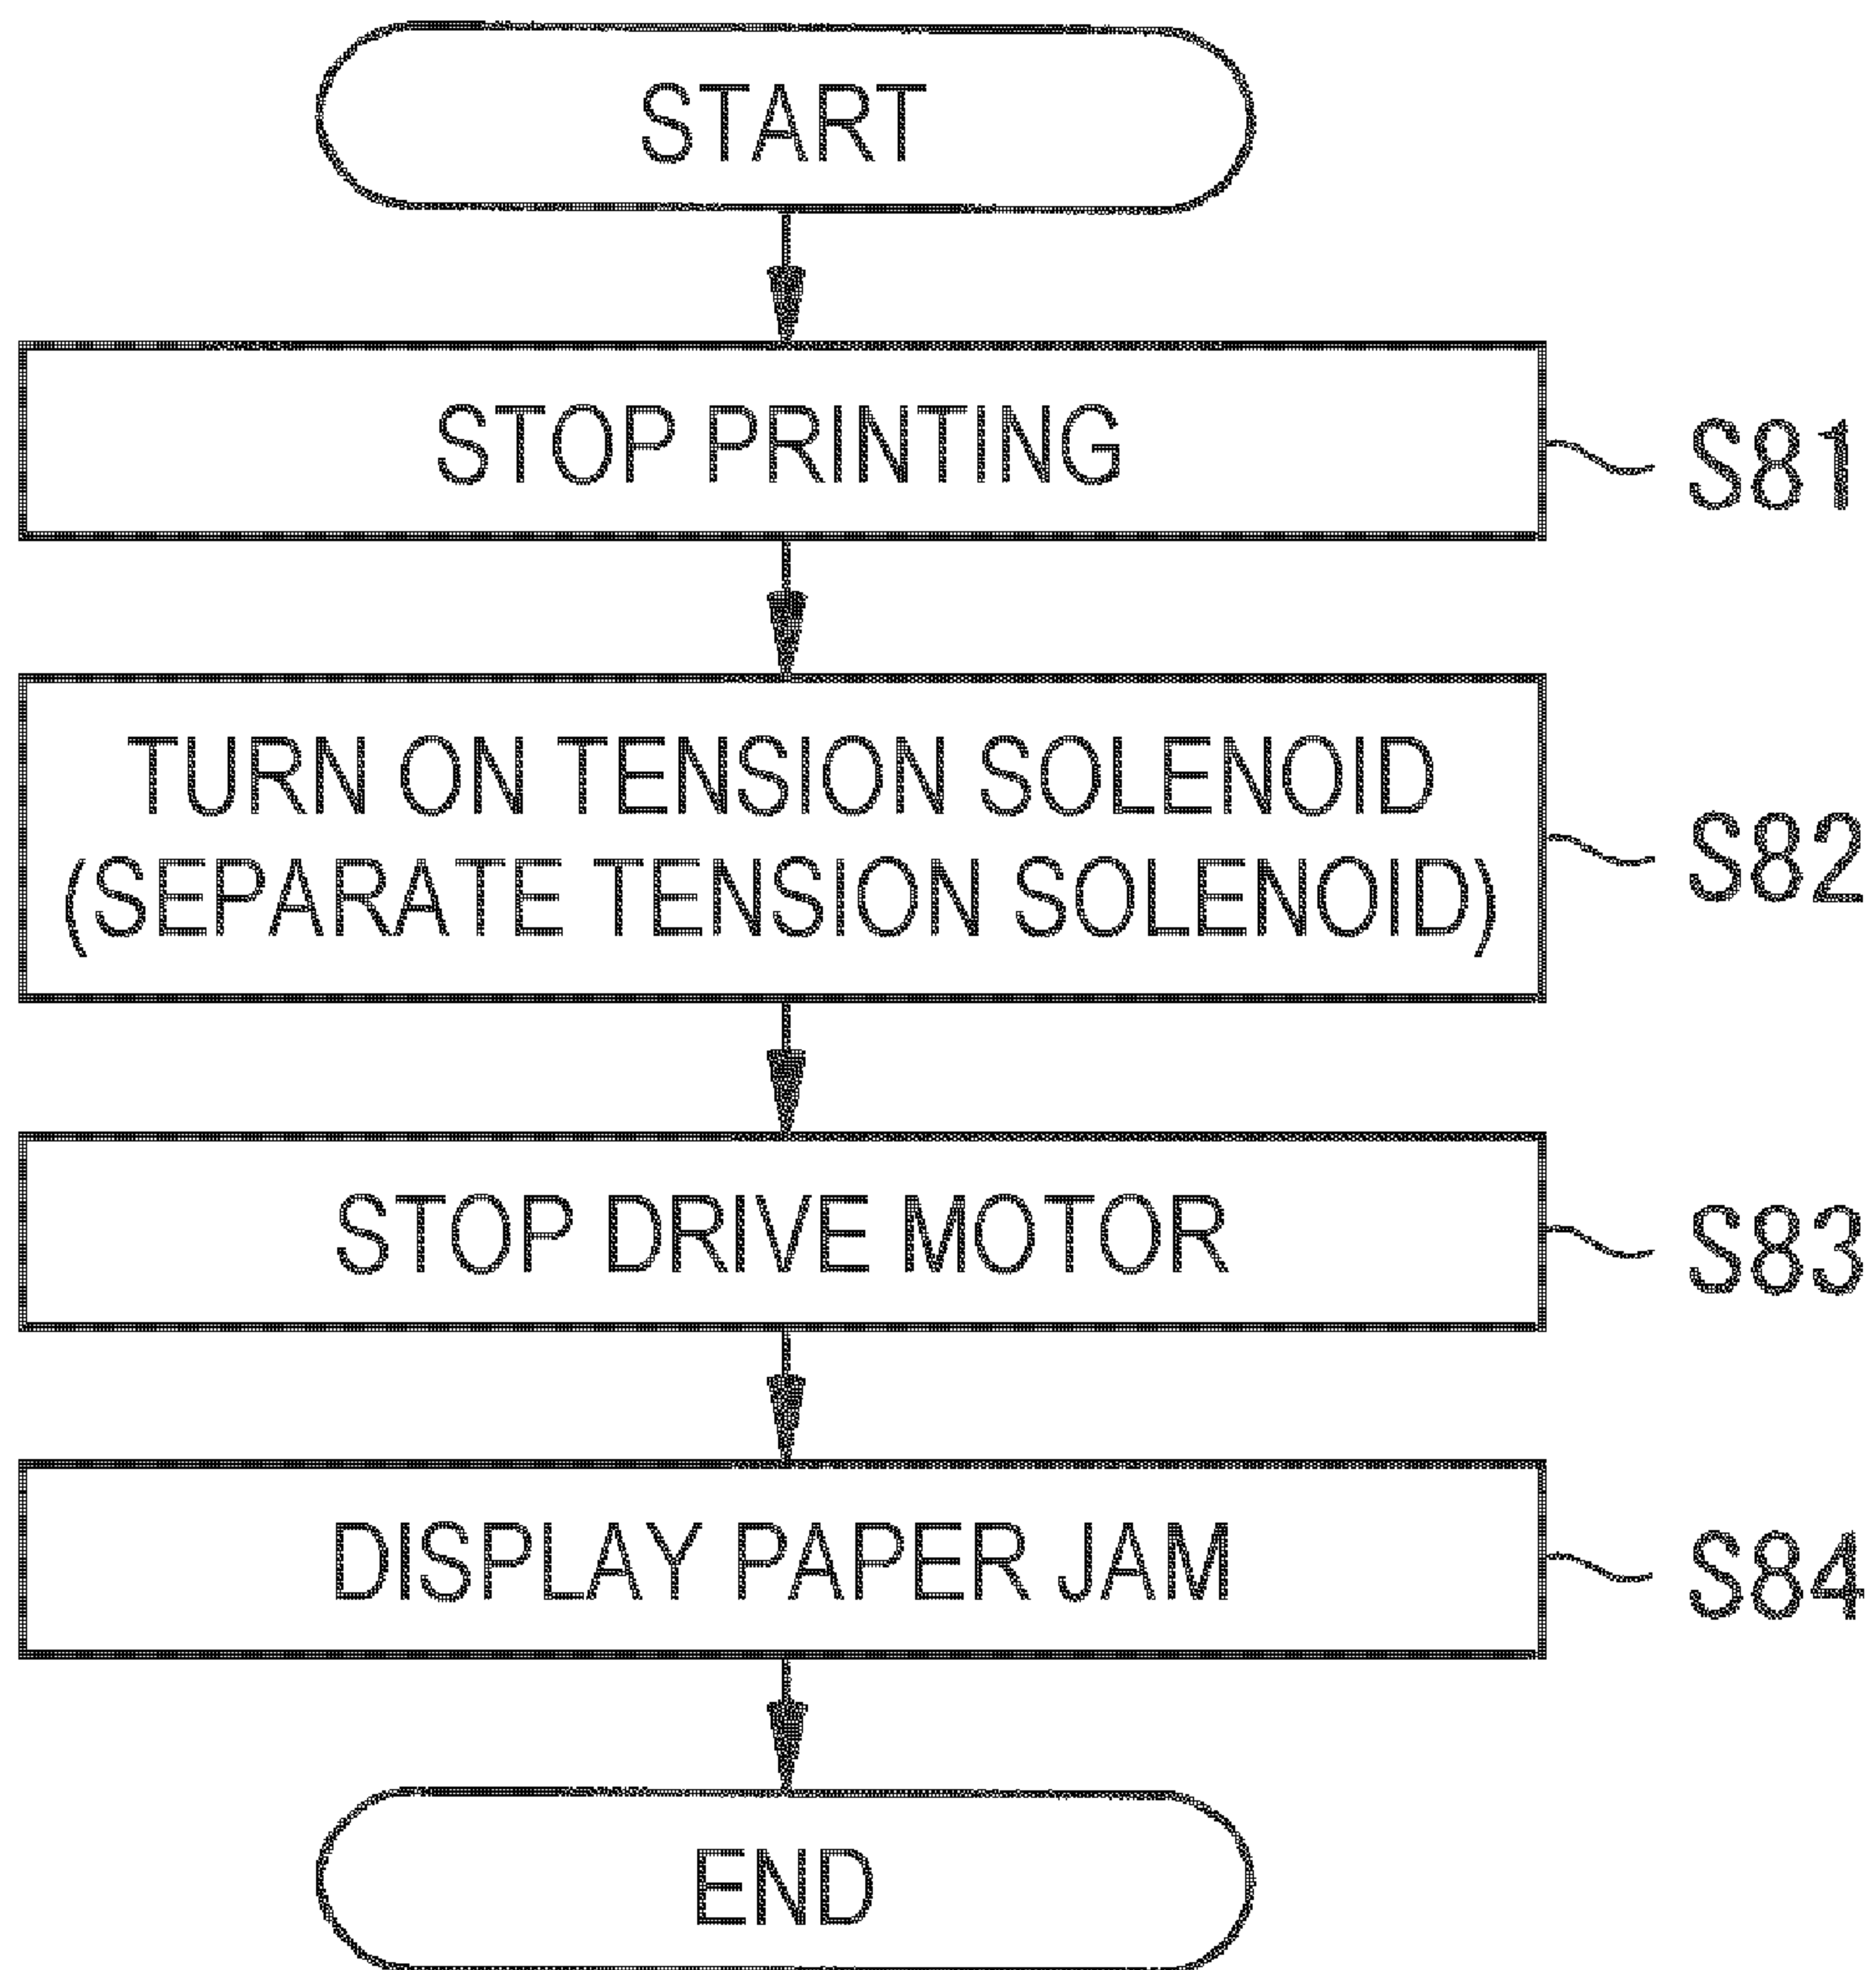 START
STOP PRINTING
S81
TURN ON TENSION SOLENOID
(SEPARATE TENSION SOLENOID)
S82
STOP DRIVE MOTOR
S83
DISPLAY PAPER JAM
S84
END